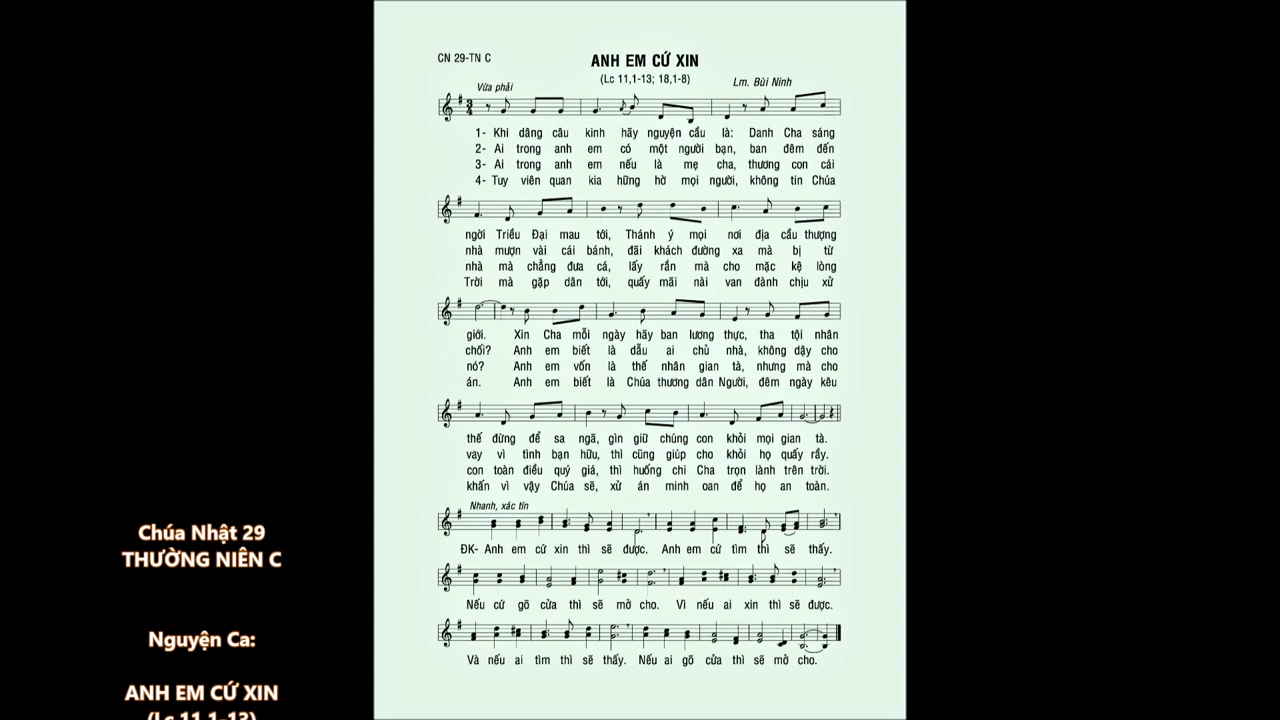 CN 29-TN C
ANH EM CỨ XIN
(Lc 11,1-13; 18,1-8)
Lm. Bùi Ninh
Vừa phải
1- Khi dâng câu kinh hãy nguyện cầu là: Danh Cha sáng
2- Ai trong anh em có một người bạn, ban đêm đến
3- Ai trong anh em nếu là mẹ cha, thương con cái
4- Tuy viên quan kia hững hờ mọi người, không tin Chúa
ngời Triều Đại mau tới, Thánh ý mọi nơi địa cầu thượng
nhà mượn vài cái bánh, đãi khách đường xa mà bị từ
nhà mà chẳng đưa cá, lấy rắn mà cho mặc kệ lòng
Trời mà gặp dân tới, quấy mãi nài van đành chịu xử
giới. Xin Cha mỗi ngày hãy ban lương thực, tha tội nhân
chối? Anh em biết là dẫu ai chủ nhà, không dậy cho
nó? Anh em vốn là thế nhân gian tà, nhưng mà cho
án. Anh em biết là Chúa thương dân Người, đêm ngày kêu
thế đừng để sa ngã, gìn giữ chúng con khỏi mọi gian tà.
vay vì tình bạn hữu, thì cũng giúp cho khỏi họ quấy rầy.
con toàn điều quý giá, thì huống chi Cha trọn lành trên trời.
khấn vì vậy Chúa sẽ, xử án minh oan để họ an toàn.
Nhanh, xác tín
ĐK- Anh em cứ xin thì sẽ được. Anh em cứ tìm thì sẽ thấy.
Nếu cứ gõ cửa thì sẽ mở cho. Vì nếu ai xin thì sẽ được.
Và nếu ai tìm thì sẽ thấy. Nếu ai gõ cửa thì sẽ mở cho.
Chúa Nhật 29
THƯỜNG NIÊN C
Nguyện Ca:
ANH EM CỨ XIN
(Lc 11,1-13)